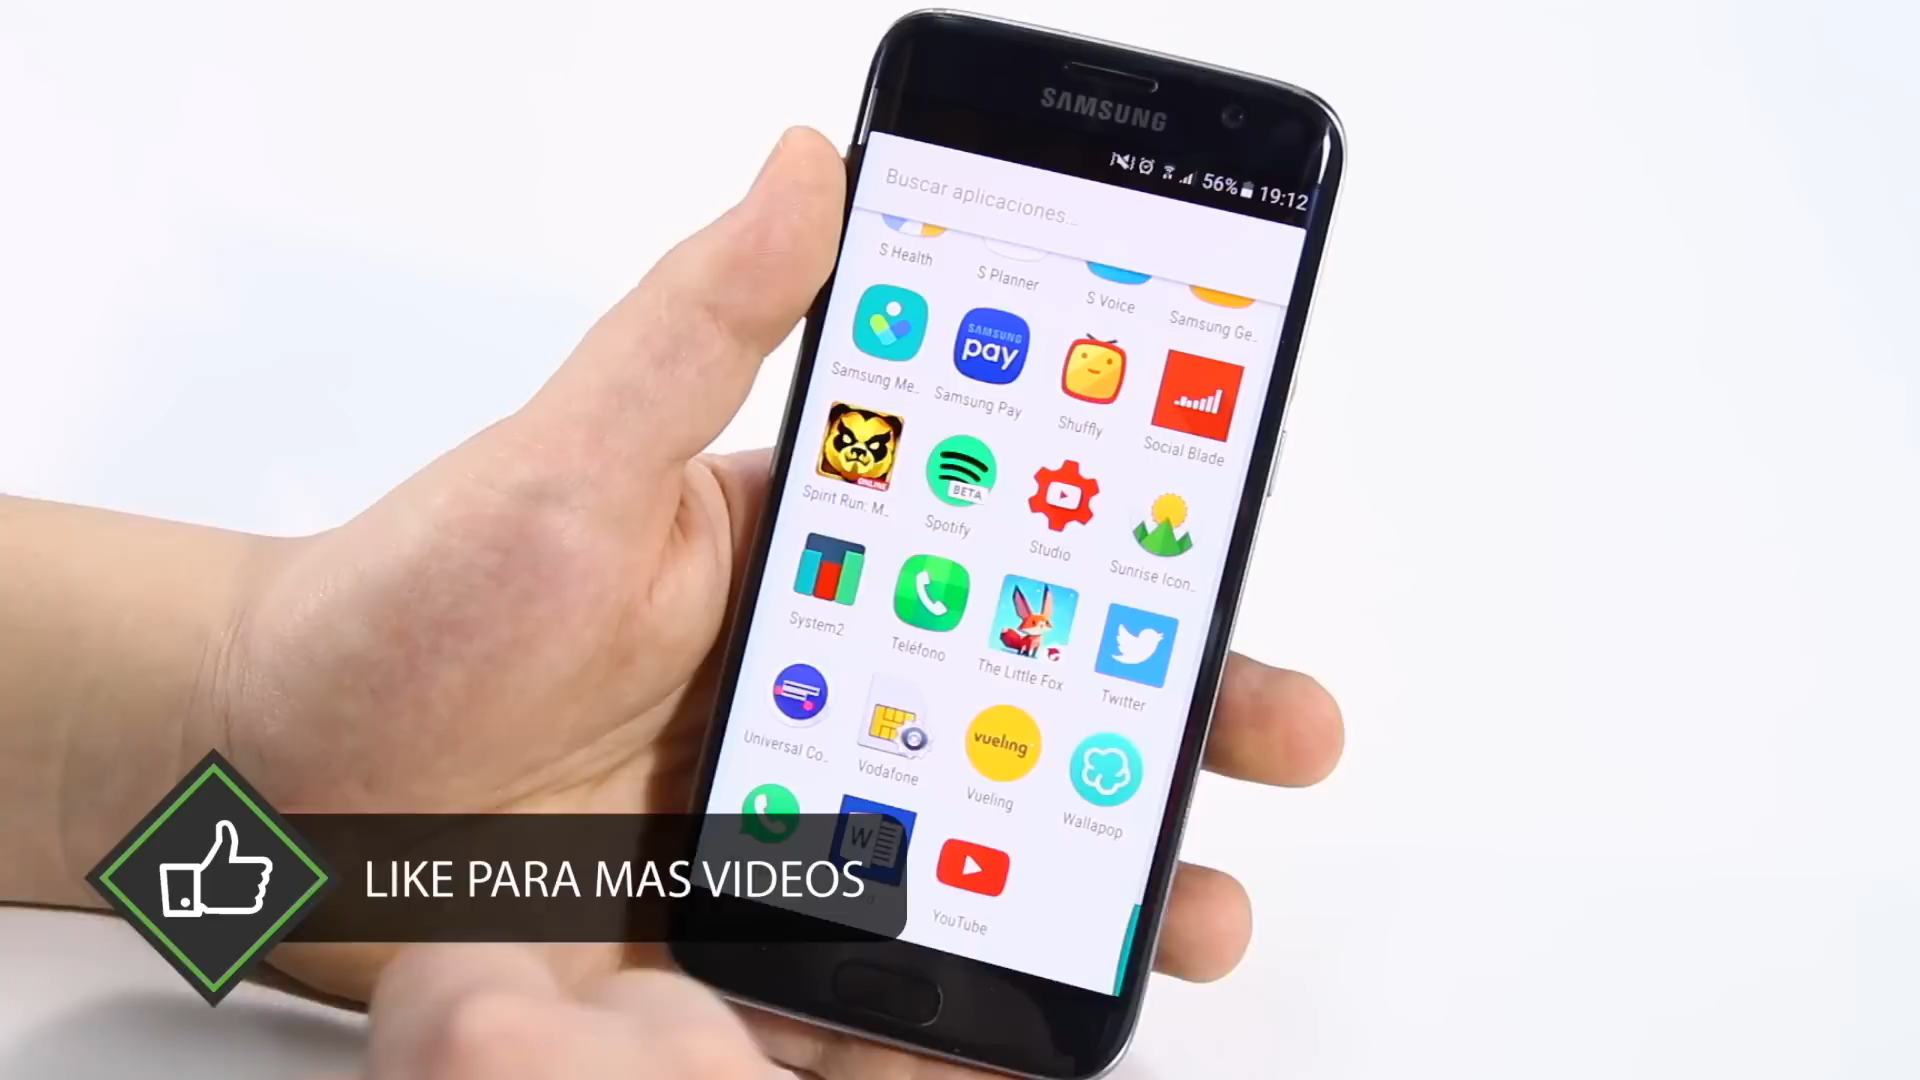 SAMSUNG
56% 19:12
Buscar aplicaciones...
S Health
S Planner
S Voice
Samsung Ge..
SAMSUNG
pay
Samsung Me..
Samsung Pay
Shuffly
Social Blade
ONLINE
BETA
Spirit Run: M..
Spotify
Studio
Sunrise Icon..
System2
Teléfono
The Little Fox
Twitter
vueling
Universal Co..
Vodafone
Vueling
Wallapop
W
YouTube
LIKE PARA MAS VIDEOS